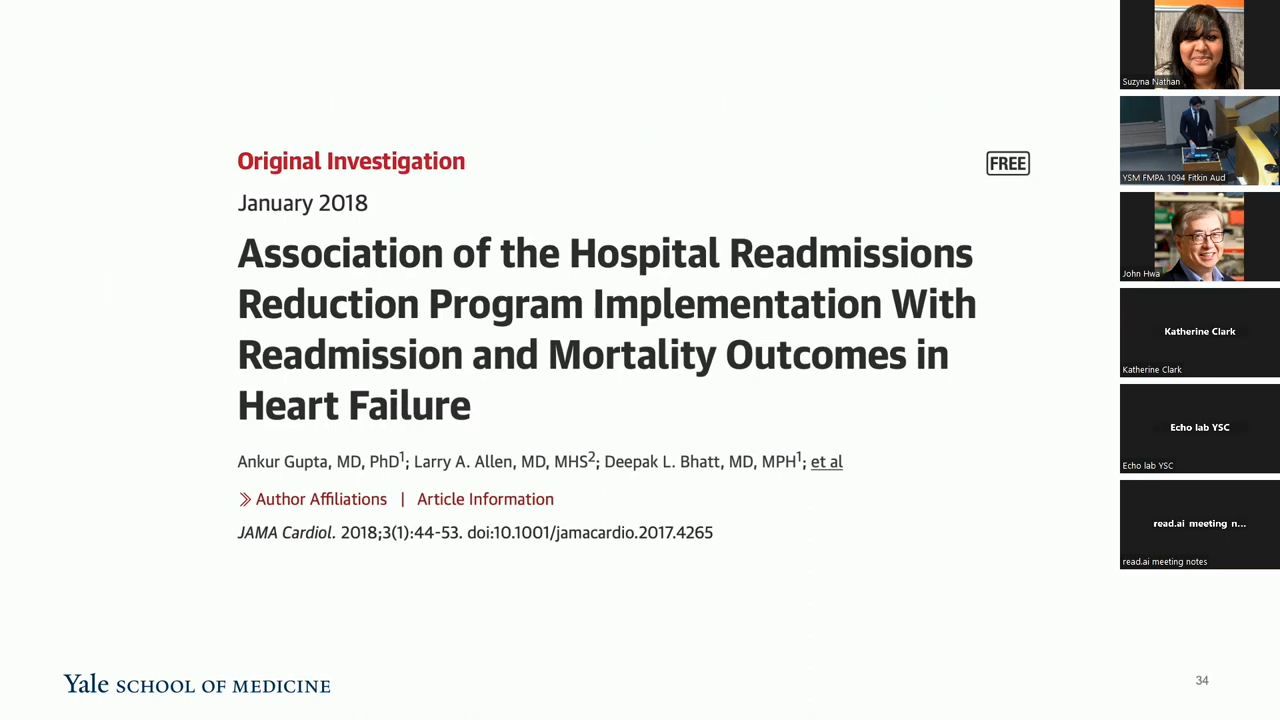 Original Investigation
FREE
January 2018
Association of the Hospital Readmissions
Reduction Program Implementation With
Readmission and Mortality Outcomes in
Heart Failure
Ankur Gupta, MD, PhD1; Larry A. Allen, MD, MHS2; Deepak L. Bhatt, MD, MPH1; et al
Author Affiliations | Article Information
JAMA Cardiol. 2018;3(1):44-53. doi:10.1001/jamacardio.2017.4265
Yale SCHOOL OF MEDICINE
34
Suzyna Nathan
YSM FMPA 1094 Fitkin Aud
John Hwa
Katherine Clark
Katherine Clark
Echo lab YSC
Echo lab YSC
read.ai meeting n...
read.ai meeting notes